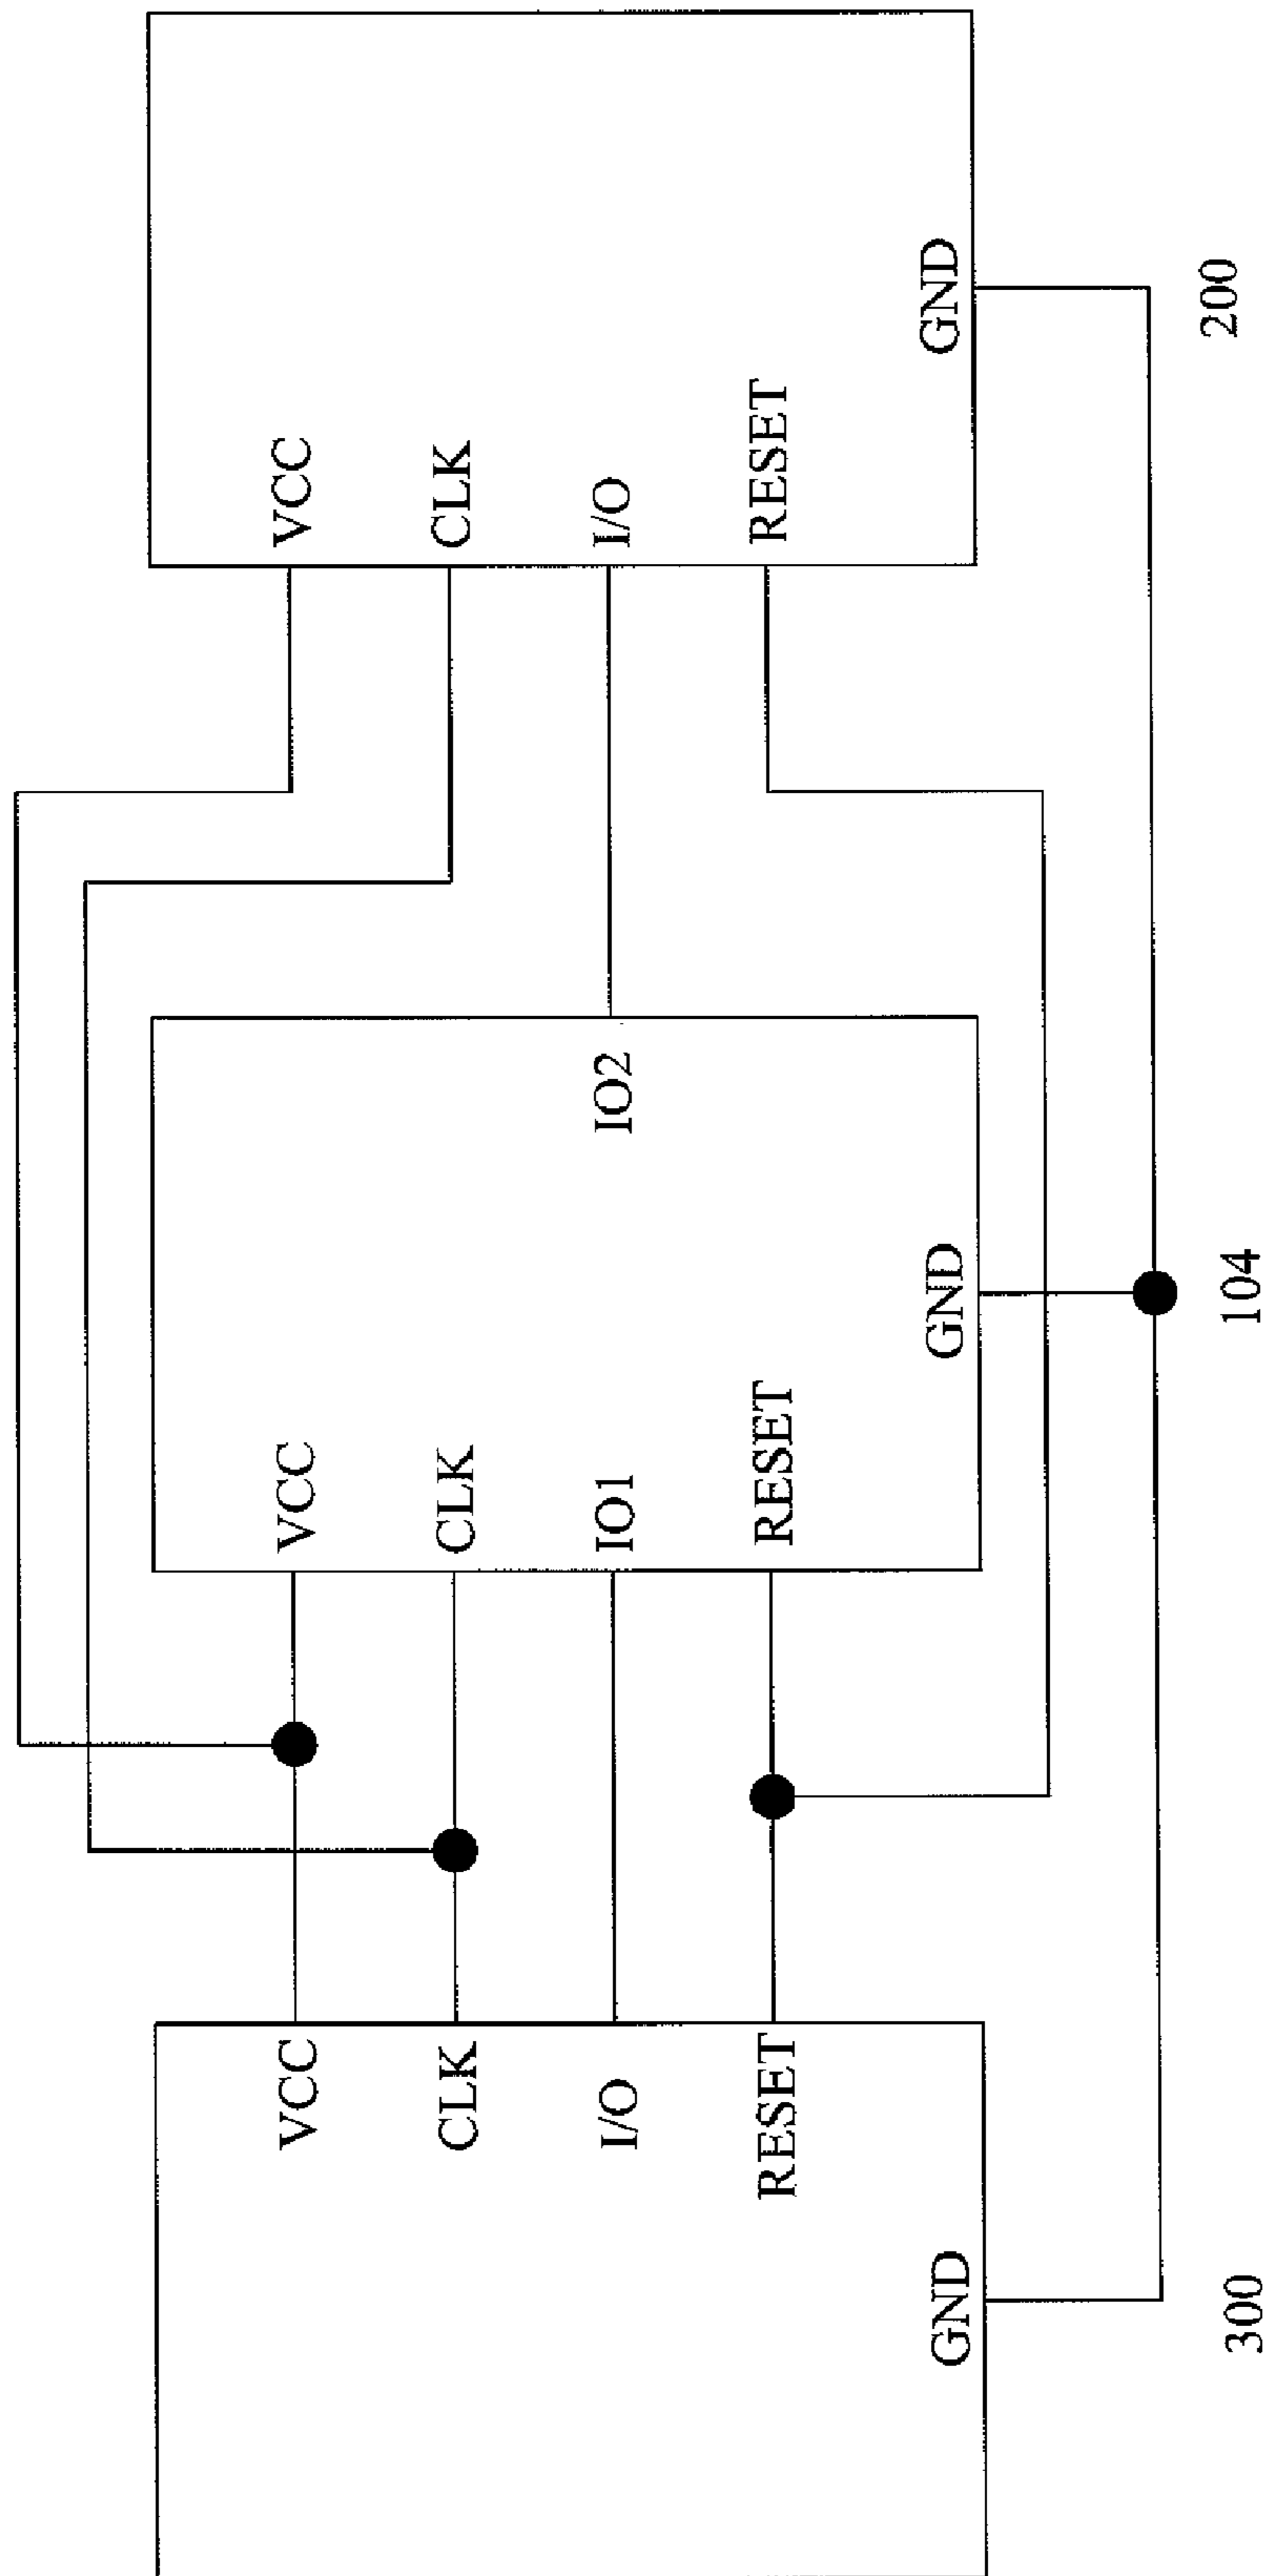 VCC
CLK
I/O
RESET
GND
300
VCC
CLK
IO1
RESET
IO2
GND
104
VCC
CLK
I/O
RESET
GND
200